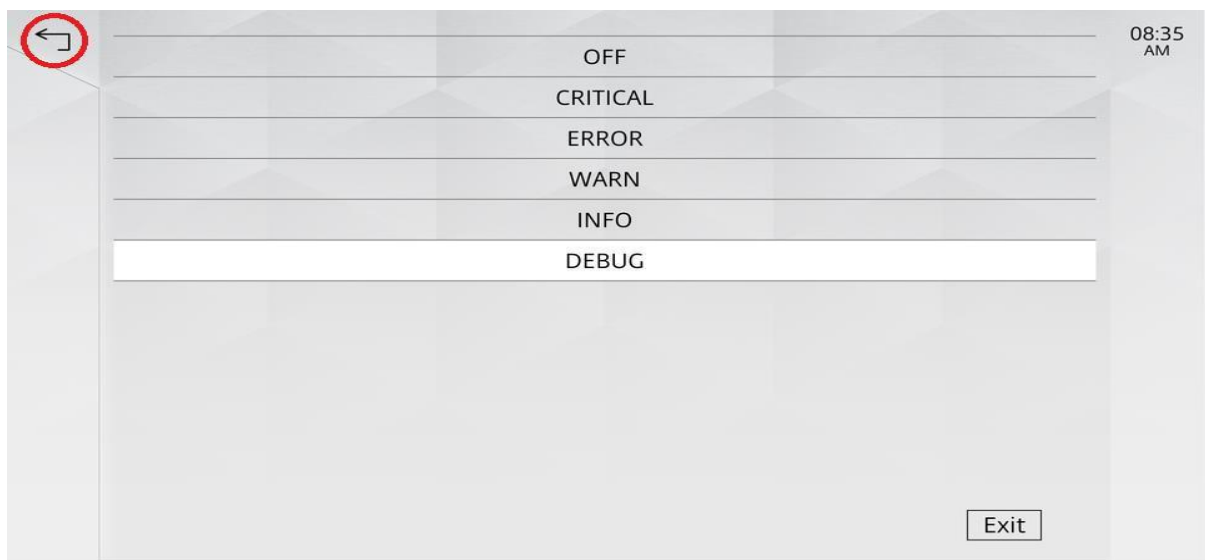 08:35
AM
OFF
CRITICAL
ERROR
WARN
INFO
DEBUG
Exit